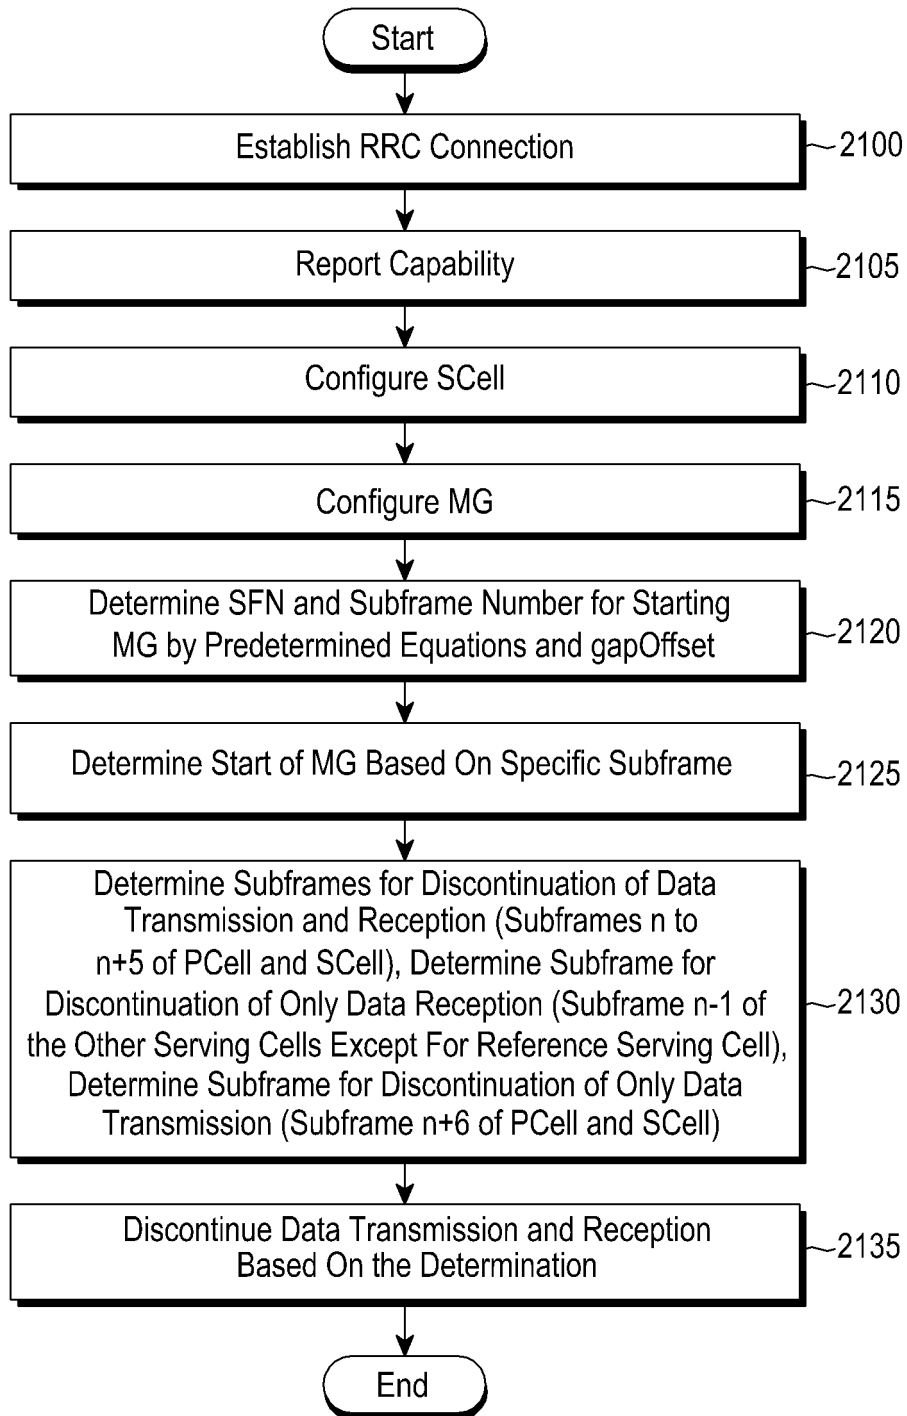 Start
Establish RRC Connection
2100
Report Capability
2105
Configure SCell
2110
Configure MG
2115
Determine SFN and Subframe Number for Starting
MG by Predetermined Equations and gapOffset
2120
Determine Start of MG Based On Specific Subframe
2125
Determine Subframes for Discontinuation of Data
Transmission and Reception (Subframes n to
n+5 of PCell and SCell), Determine Subframe for
Discontinuation of Only Data Reception (Subframe n-1 of
the Other Serving Cells Except For Reference Serving Cell),
Determine Subframe for Discontinuation of Only Data
Transmission (Subframe n+6 of PCell and SCell)
2130
Discontinue Data Transmission and Reception
Based On the Determination
2135
End